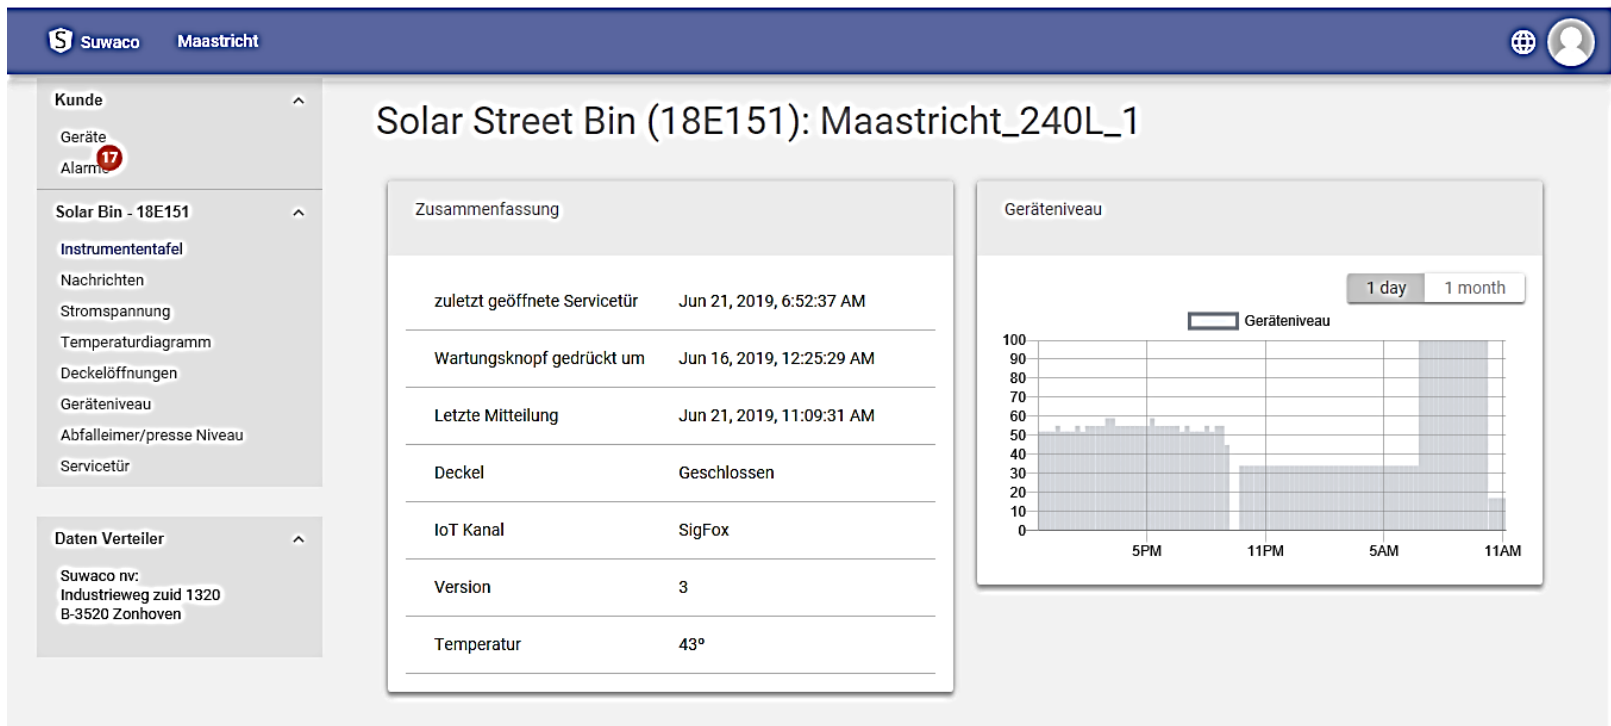 S Suwaco Maastricht
Kunde
Geräte
17
Alarme
Solar Bin - 18E151
Instrumententafel
Nachrichten
Stromspannung
Temperaturdiagramm
Deckelöffnungen
Geräteniveau
Abfalleimer/presse Niveau
Servicetür
Daten Verteiler
Suwaco nv:
Industrieweg zuid 1320
B-3520 Zonhoven
Solar Street Bin (18E151): Maastricht_240L_1
Zusammenfassung
zuletzt geöffnete Servicetür Jun 21, 2019, 6:52:37 AM
Wartungsknopf gedrückt um Jun 16, 2019, 12:25:29 AM
Letzte Mitteilung Jun 21, 2019, 11:09:31 AM
Deckel Geschlossen
IoT Kanal SigFox
Version 3
Temperatur 43º
Geräteniveau
1 day 1 month
Geräteniveau
100
90
80
70
60
50
40
30
20
10
0
5PM 11PM 5AM 11AM